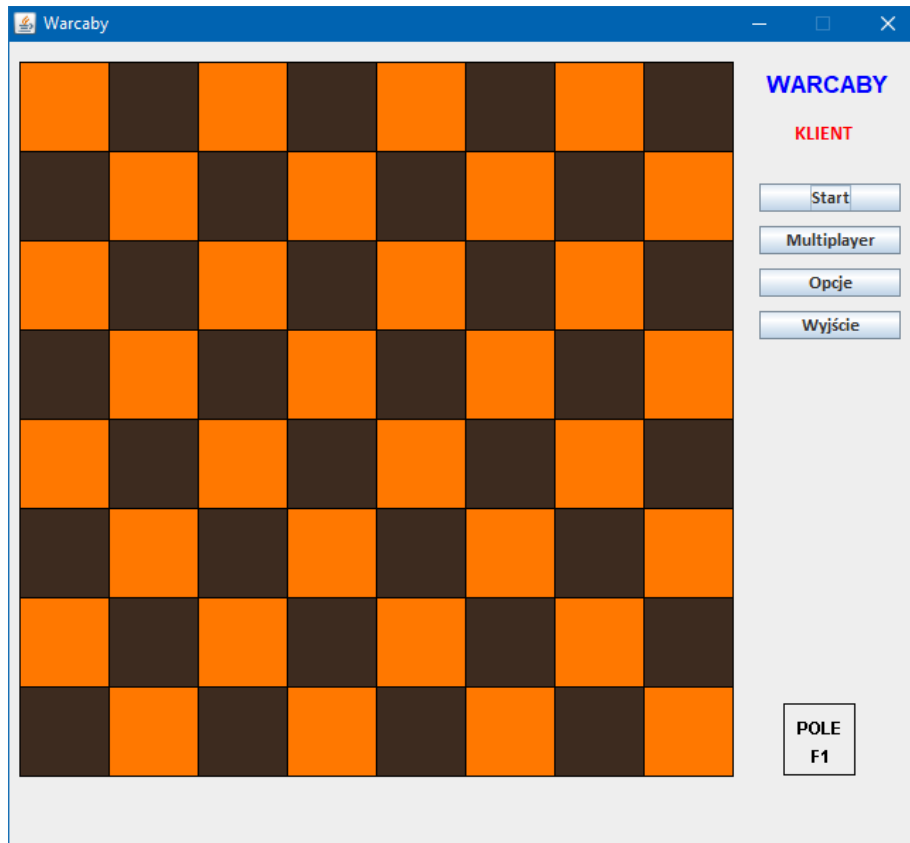 Warcaby
WARCABY
KLIENT
Start
Multiplayer
Opcje
Wyjście
POLE
F1